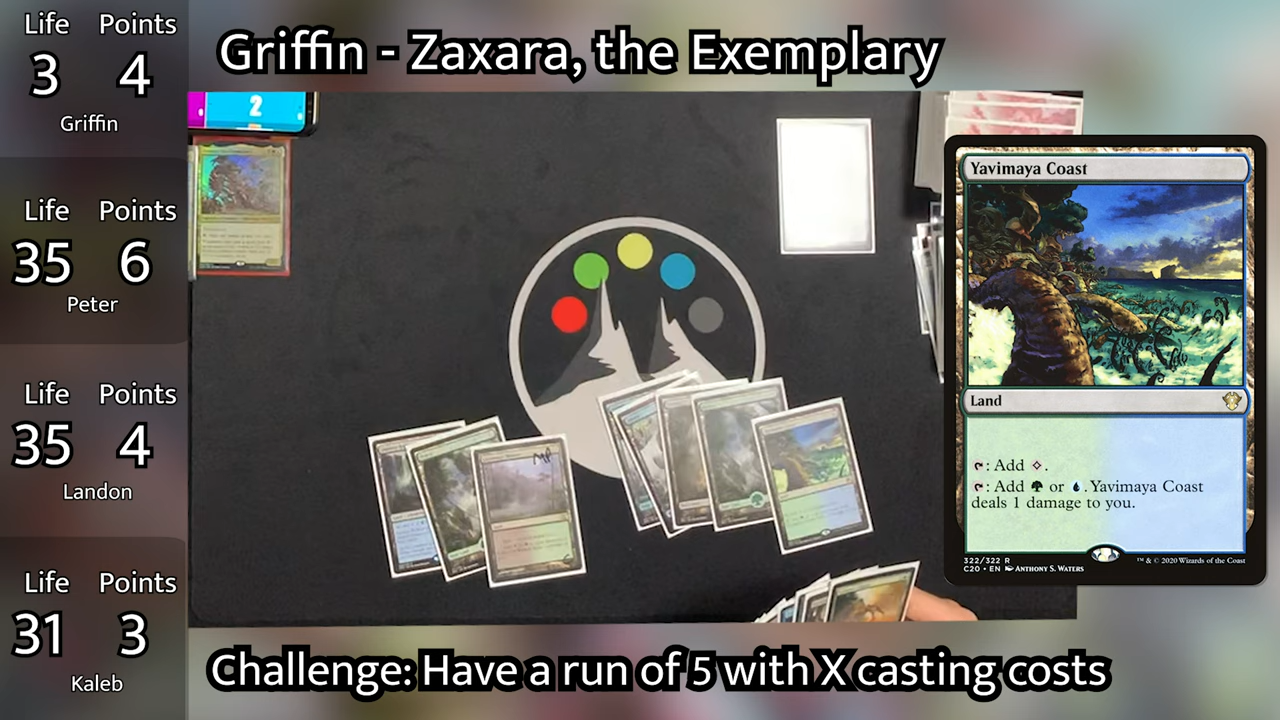 Life Points
3 4
Griffin
Life Points
35 6
Peter
Life Points
35 4
Landon
Life Points
31 3
Kaleb
Griffin - Zaxara, the Exemplary
2
Yavimaya Coast
Land
: Add .
: Add or . Yavimaya Coast
deals 1 damage to you.
322/322 R
C20 • EN Anthony S. Waters
™ & © 2020 Wizards of the Coast
Challenge: Have a run of 5 with X casting costs